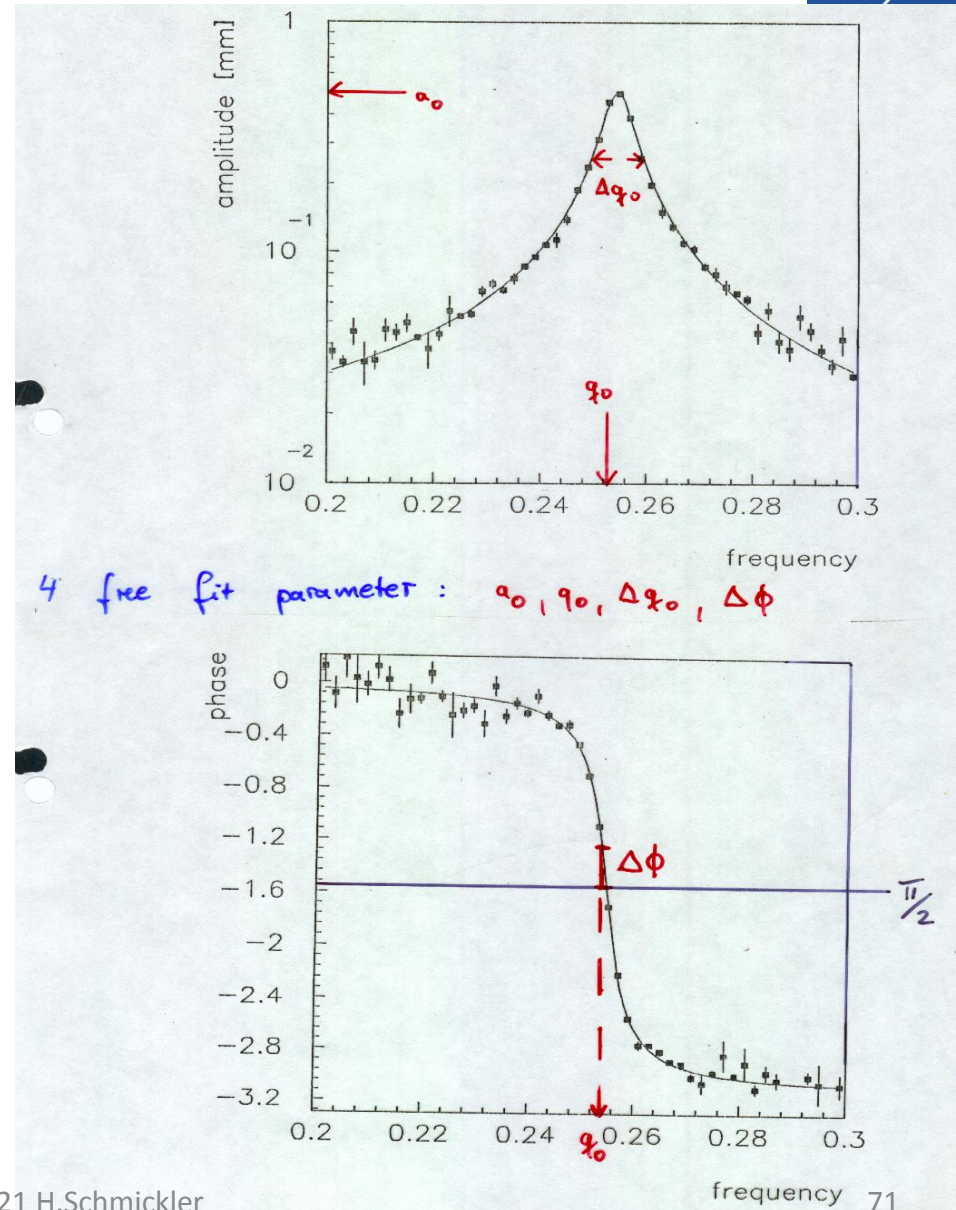 1
amplitude [mm]
a₀
Δq₀
10⁻¹
q₀
10⁻²
0.2 0.22 0.24 0.26 0.28 0.3
frequency
4 free fit parameter : a₀, q₀, Δq₀, Δϕ
phase
0
−0.4
−0.8
−1.2
Δϕ
−1.6
π/2
−2
−2.4
−2.8
−3.2
0.2 0.22 0.24 0.26 0.28 0.3
q₀
frequency
21 H.Schmickler
71